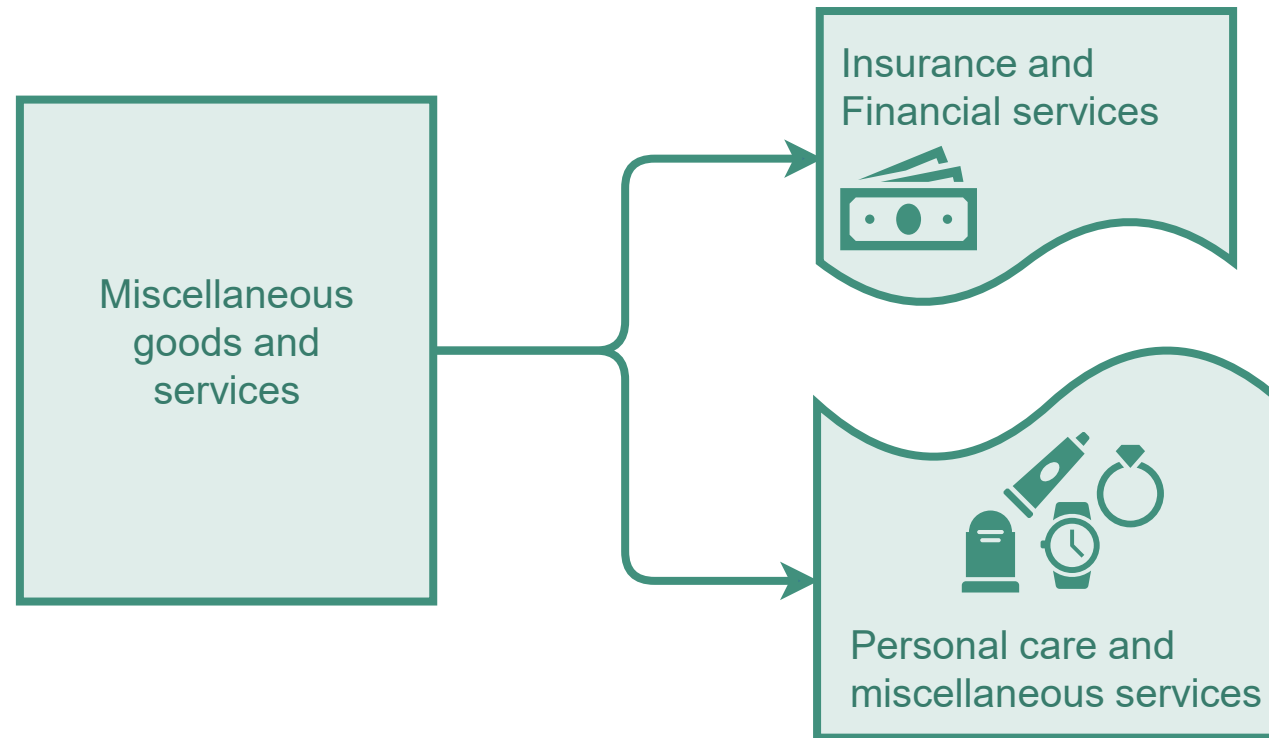 Miscellaneous
goods and
services
Insurance and
Financial services
Personal care and
miscellaneous services